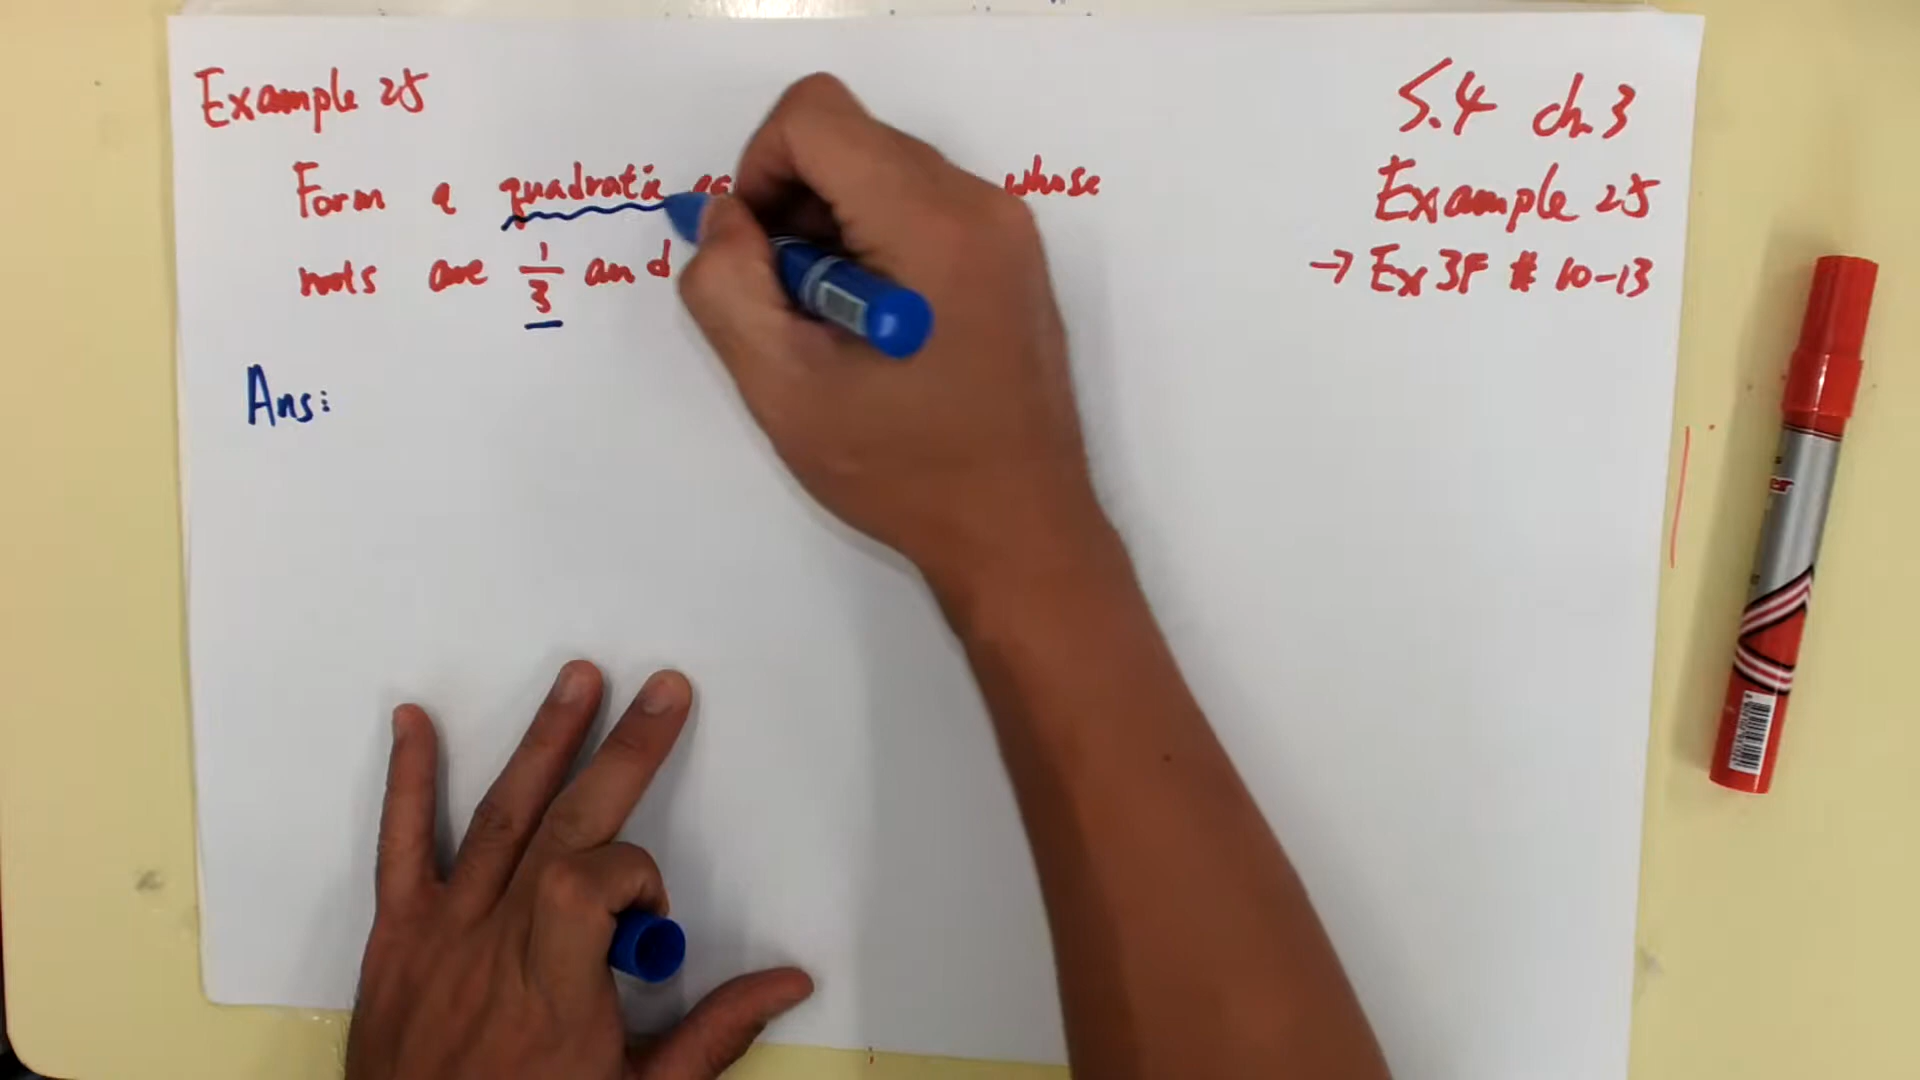 Example 25
Form a quadratic whose
roots are 1/3 and
Ans:
S.4 ch.3
Example 25
→ Ex 3F # 10-13